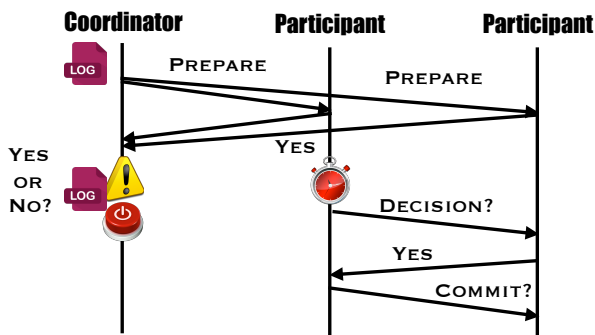 Coordinator
Participant
Participant
LOG
PREPARE
PREPARE
YES
YES
OR
NO?
LOG
DECISION?
YES
COMMIT?